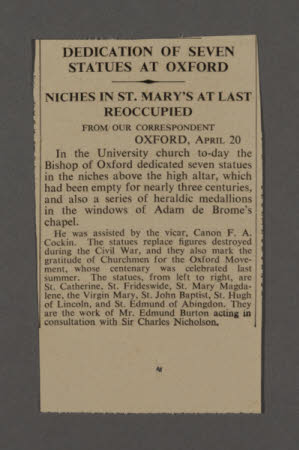 DEDICATION OF SEVEN
STATUES AT OXFORD
NICHES IN ST. MARY'S AT LAST
REOCCUPIED
FROM OUR CORRESPONDENT
OXFORD, APRIL 20
In the University church to-day the
Bishop of Oxford dedicated seven statues
in the niches above the high altar, which
had been empty for nearly three centuries,
and also a series of heraldic medallions
in the windows of Adam de Brome's
chapel.
He was assisted by the vicar, Canon F. A.
Cockin. The statues replace figures destroyed
during the Civil War, and they also mark the
gratitude of Churchmen for the Oxford Move-
ment, whose centenary was celebrated last
summer. The statues, from left to right, are
St. Catherine, St. Frideswide, St. Mary Magda-
lene, the Virgin Mary, St. John Baptist, St. Hugh
of Lincoln, and St. Edmund of Abingdon. They
are the work of Mr. Edmund Burton acting in
consultation with Sir Charles Nicholson.